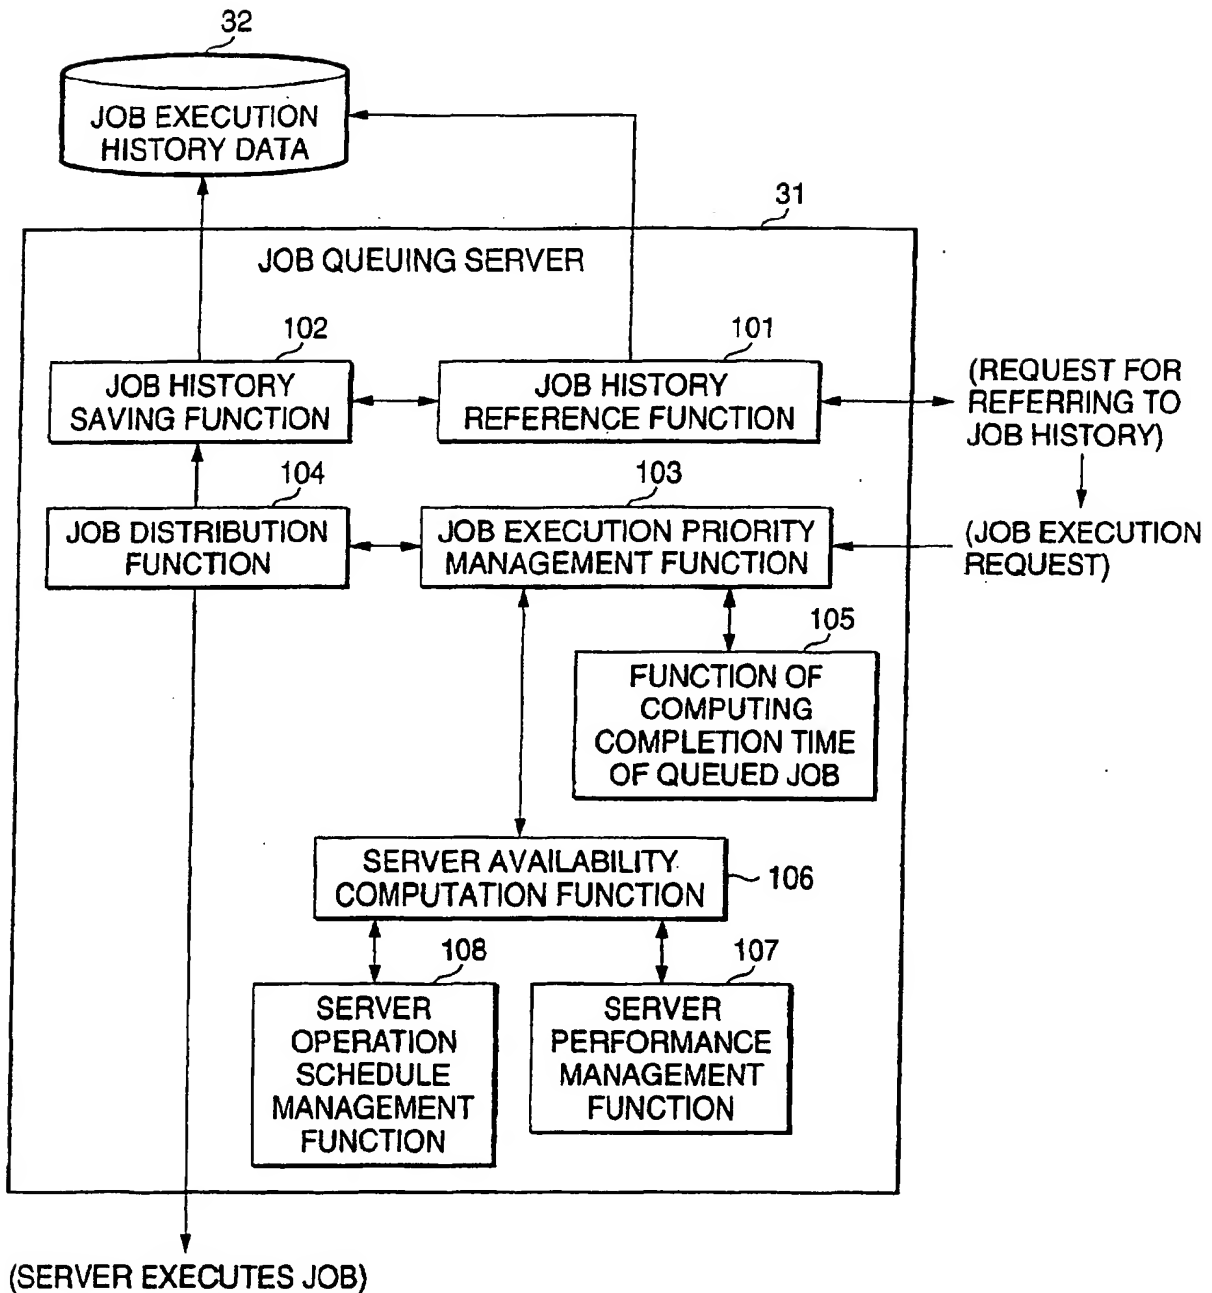 32
JOB EXECUTION
HISTORY DATA
31
JOB QUEUING SERVER
102
JOB HISTORY
SAVING FUNCTION
101
JOB HISTORY
REFERENCE FUNCTION
(REQUEST FOR
REFERRING TO
JOB HISTORY)
104
JOB DISTRIBUTION
FUNCTION
103
JOB EXECUTION PRIORITY
MANAGEMENT FUNCTION
(JOB EXECUTION
REQUEST)
105
FUNCTION OF
COMPUTING
COMPLETION TIME
OF QUEUED JOB
SERVER AVAILABILITY
COMPUTATION FUNCTION
106
108
SERVER
OPERATION
SCHEDULE
MANAGEMENT
FUNCTION
107
SERVER
PERFORMANCE
MANAGEMENT
FUNCTION
(SERVER EXECUTES JOB)